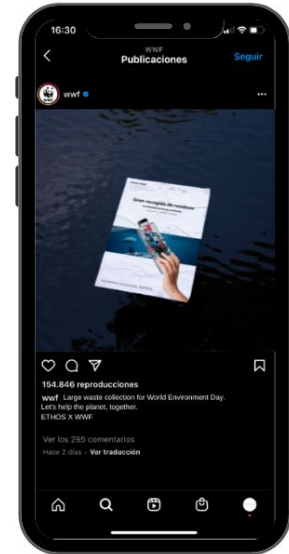 16:30
WWF
Publicaciones
Seguir
wwf
Gran recogida de residuos
154.846 reproducciones
wwf Large waste collection for World Environment Day.
Let's help the planet, together.
ETHOS X WWF
Ver los 295 comentarios
Hace 2 días · Ver traducción